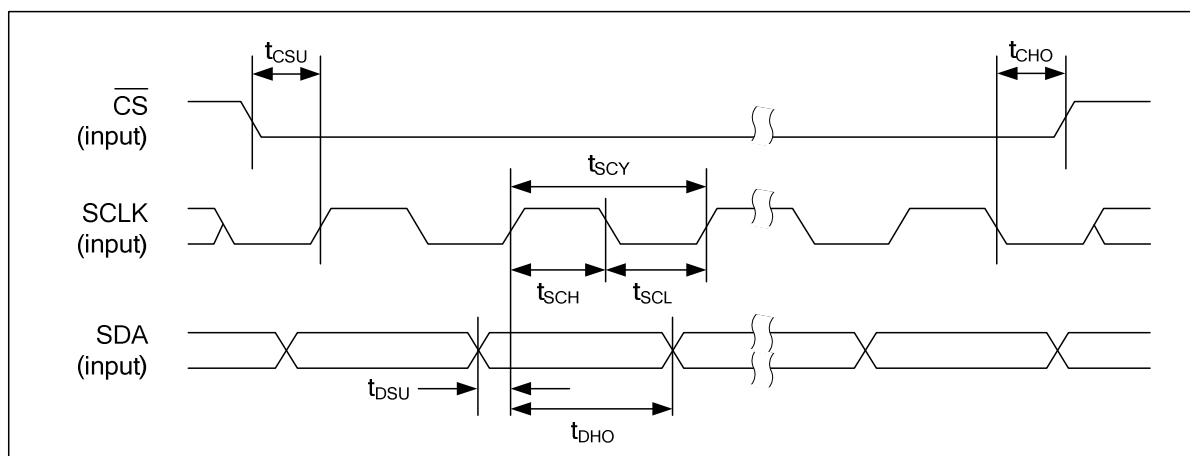 tCSU
tCHO
CS
(input)
tSCY
SCLK
(input)
tSCH
tSCL
SDA
(input)
tDSU
tDHO